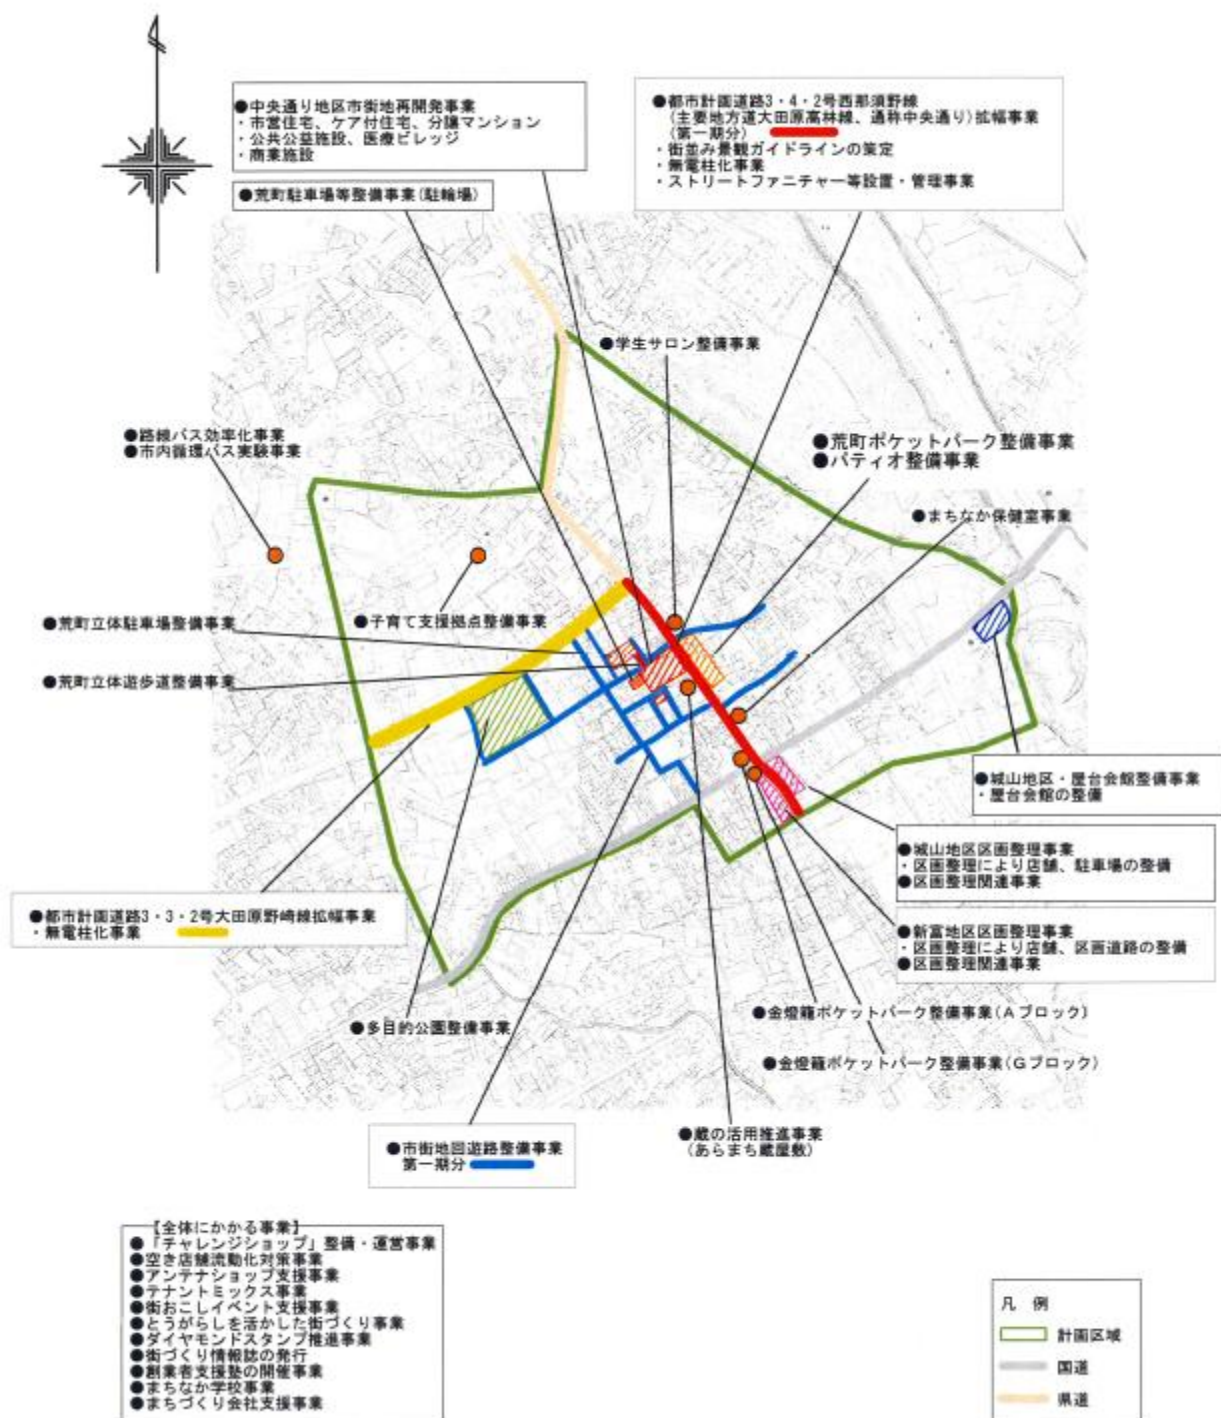 ●中央通り地区市街地再開発事業
・市営住宅、ケア付住宅、分譲マンション
・公共公益施設、医療ビレッジ
・商業施設
●荒町駐車場等整備事業(駐輪場)
●都市計画道路3・4・2号西那須野線
(主要地方道大田原高林線、通称中央通り)拡幅事業
(第一期分)
・街並み景観ガイドラインの策定
・無電柱化事業
・ストリートファニチャー等設置・管理事業
●学生サロン整備事業
●路線バス効率化事業
●市内循環バス実験事業
●荒町ポケットパーク整備事業
●パティオ整備事業
●まちなか保健室事業
●荒町立体駐車場整備事業
●子育て支援拠点整備事業
●荒町立体遊歩道整備事業
●城山地区・屋台会館整備事業
・屋台会館の整備
●城山地区区画整理事業
・区画整理により店舗、駐車場の整備
●区画整理関連事業
●都市計画道路3・3・2号大田原野崎線拡幅事業
・無電柱化事業
●新富地区区画整理事業
・区画整理により店舗、区画道路の整備
●区画整理関連事業
●金燈籠ポケットパーク整備事業(Aブロック)
●多目的公園整備事業
●金燈籠ポケットパーク整備事業(Gブロック)
●市街地回遊路整備事業
第一期分
●蔵の活用推進事業
(あらまち蔵屋敷)
【全体にかかる事業】
●「チャレンジショップ」整備・運営事業
●空き店舗流動化対策事業
●アンテナショップ支援事業
●テナントミックス事業
●街おこしイベント支援事業
●とうがらしを活かした街づくり事業
●ダイヤモンドスタンプ推進事業
●街づくり情報誌の発行
●創業者支援塾の開催事業
●まちなか学校事業
●まちづくり会社支援事業
凡 例
計画区域
国道
県道